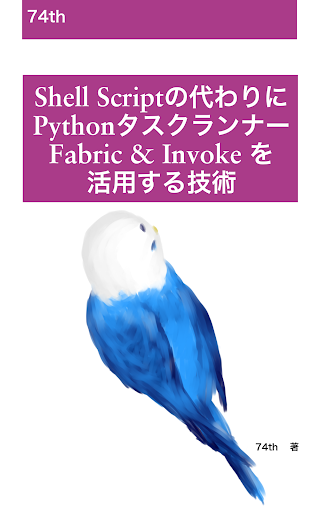 74th
Shell Scriptの代わりに
Pythonタスクランナー
Fabric & Invoke を
活用する技術
74th 著